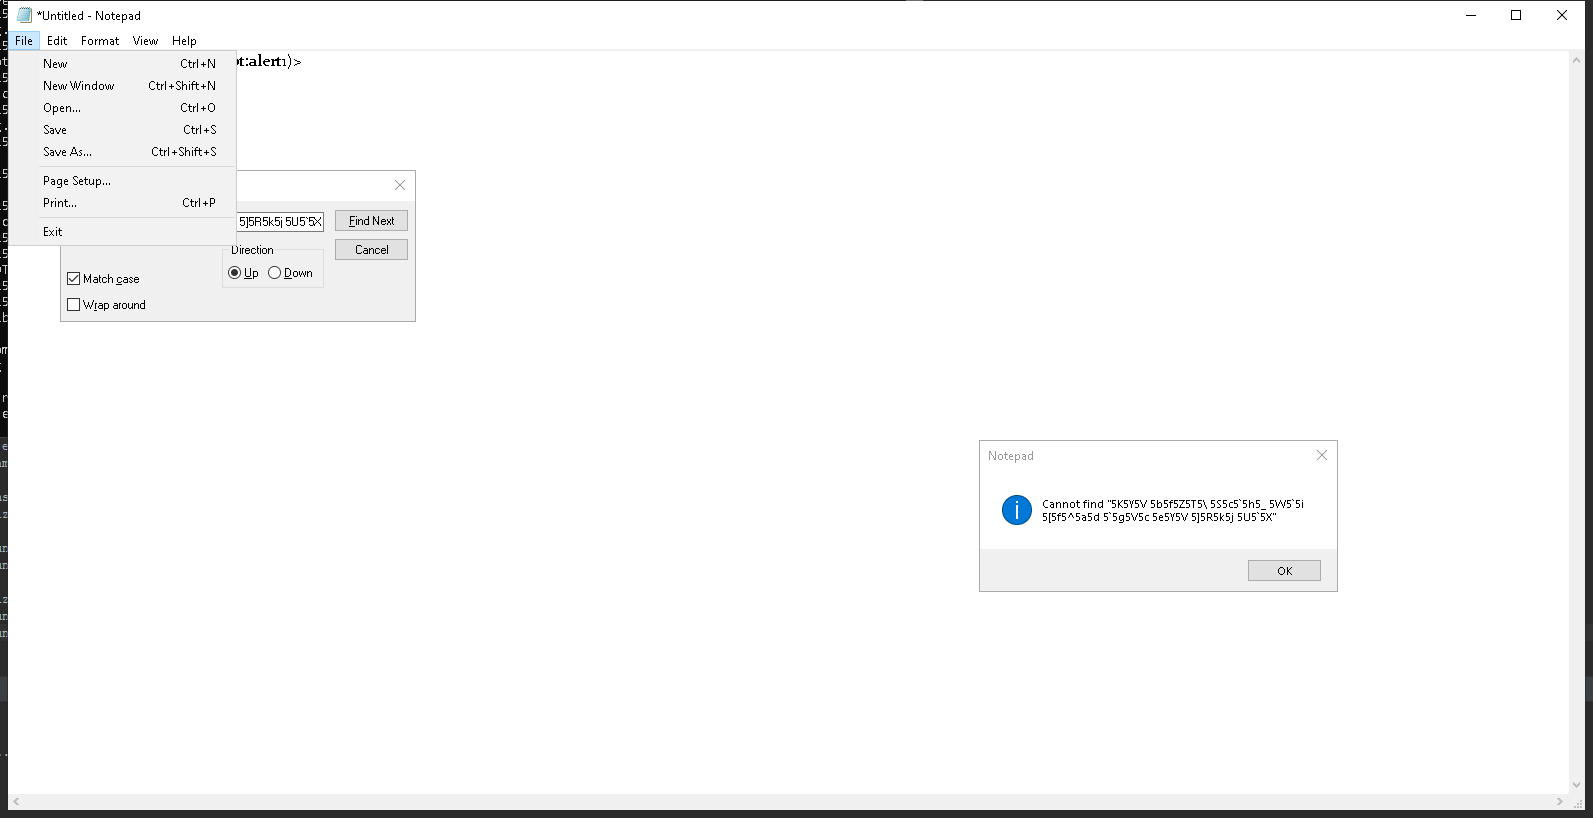 *Untitled - Notepad
File Edit Format View Help
pt:alert1)>
New Ctrl+N
New Window Ctrl+Shift+N
Open... Ctrl+O
Save Ctrl+S
Save As... Ctrl+Shift+S
Page Setup...
Print... Ctrl+P
Exit
5]5R5k5j 5U5`5X
Find Next
Cancel
Direction
Up Down
Match case
Wrap around
Notepad
Cannot find "5K5Y5V 5b5f5Z5T5\ 5S5c5`5h5_ 5W5`5i
5[5f5^5a5d 5`5g5V5c 5e5Y5V 5]5R5k5j 5U5`5X"
OK